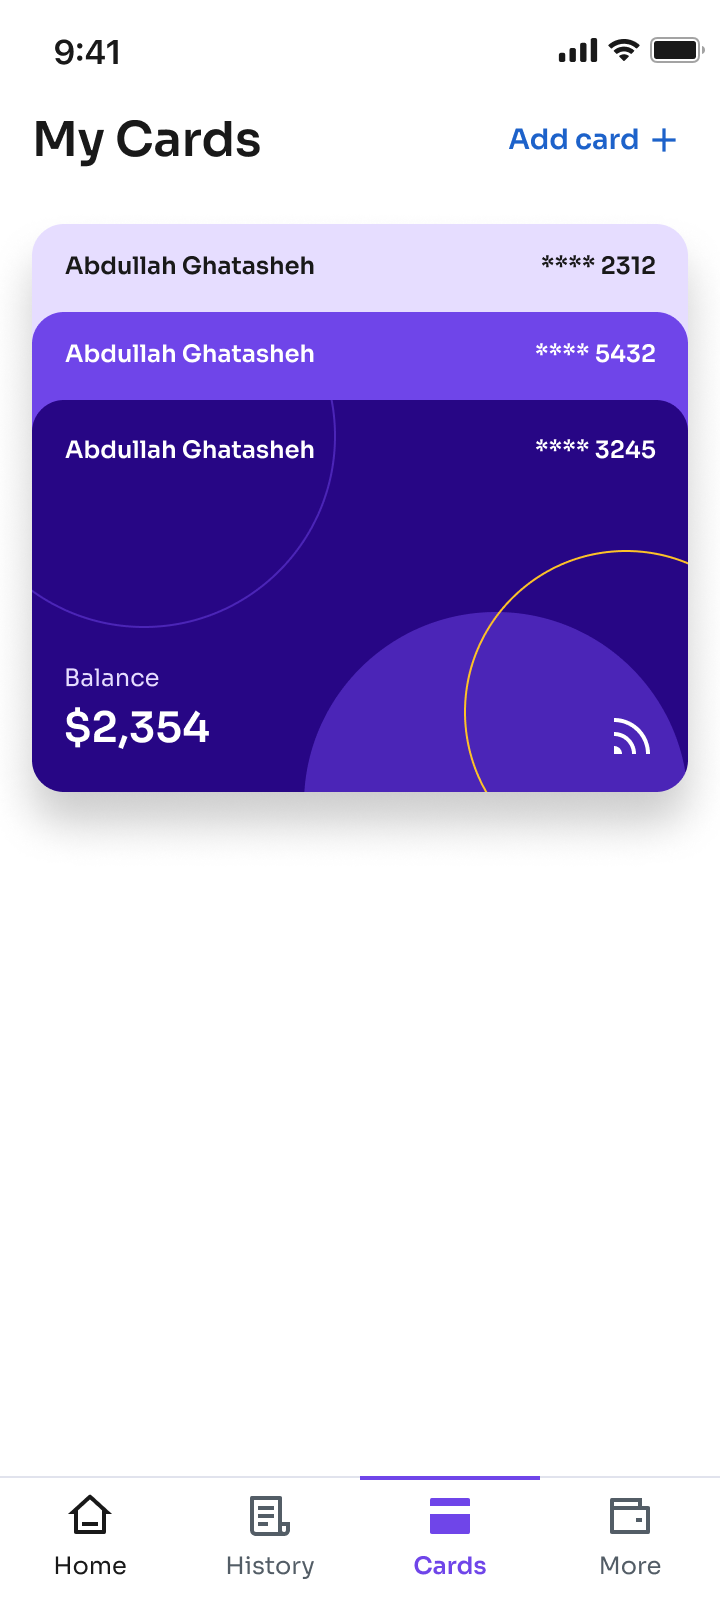 9:41
My Cards
Add card +
Abdullah Ghatasheh **** 2312
Abdullah Ghatasheh **** 5432
Abdullah Ghatasheh **** 3245
Balance
$2,354
Home History Cards More